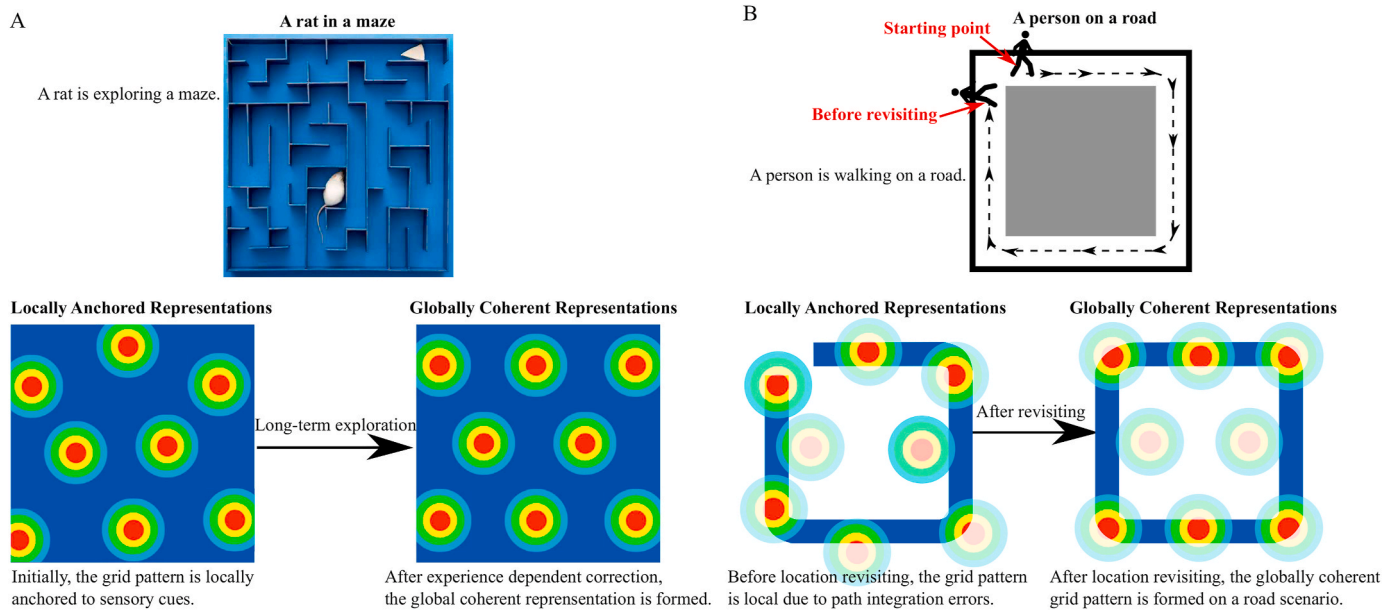 A
A rat in a maze
A rat is exploring a maze.
Locally Anchored Representations
Globally Coherent Representations
Long-term exploration
Initially, the grid pattern is locally
anchored to sensory cues.
After experience dependent correction,
the global coherent reprensentation is formed.
B
A person on a road
Starting point
Before revisiting
A person is walking on a road.
Locally Anchored Representations
Globally Coherent Representations
After revisiting
Before location revisiting, the grid pattern
is local due to path integration errors.
After location revisiting, the globally coherent
grid pattern is formed on a road scenario.